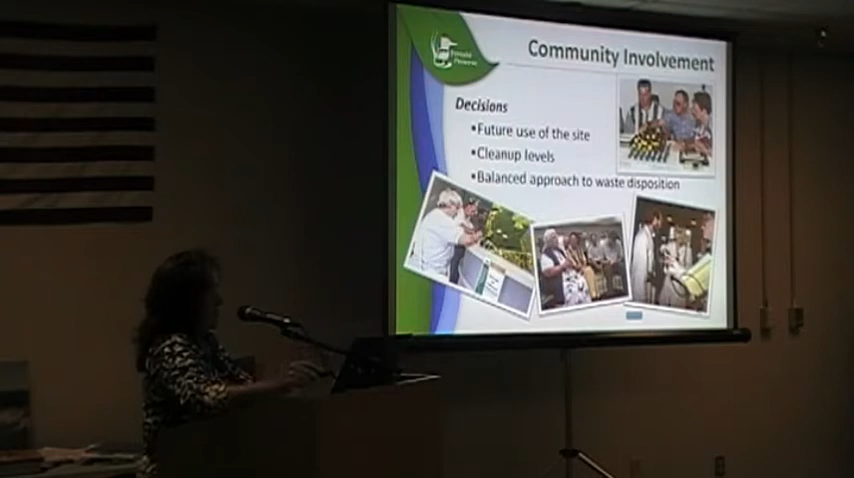 Community Involvement
Decisions
▪Future use of the site
▪Cleanup levels
▪Balanced approach to waste disposition